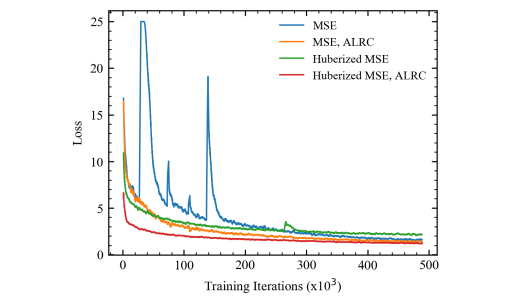 25
20
15
10
5
0
Loss
MSE
MSE, ALRC
Huberized MSE
Huberized MSE, ALRC
0 100 200 300 400 500
Training Iterations (x10³)